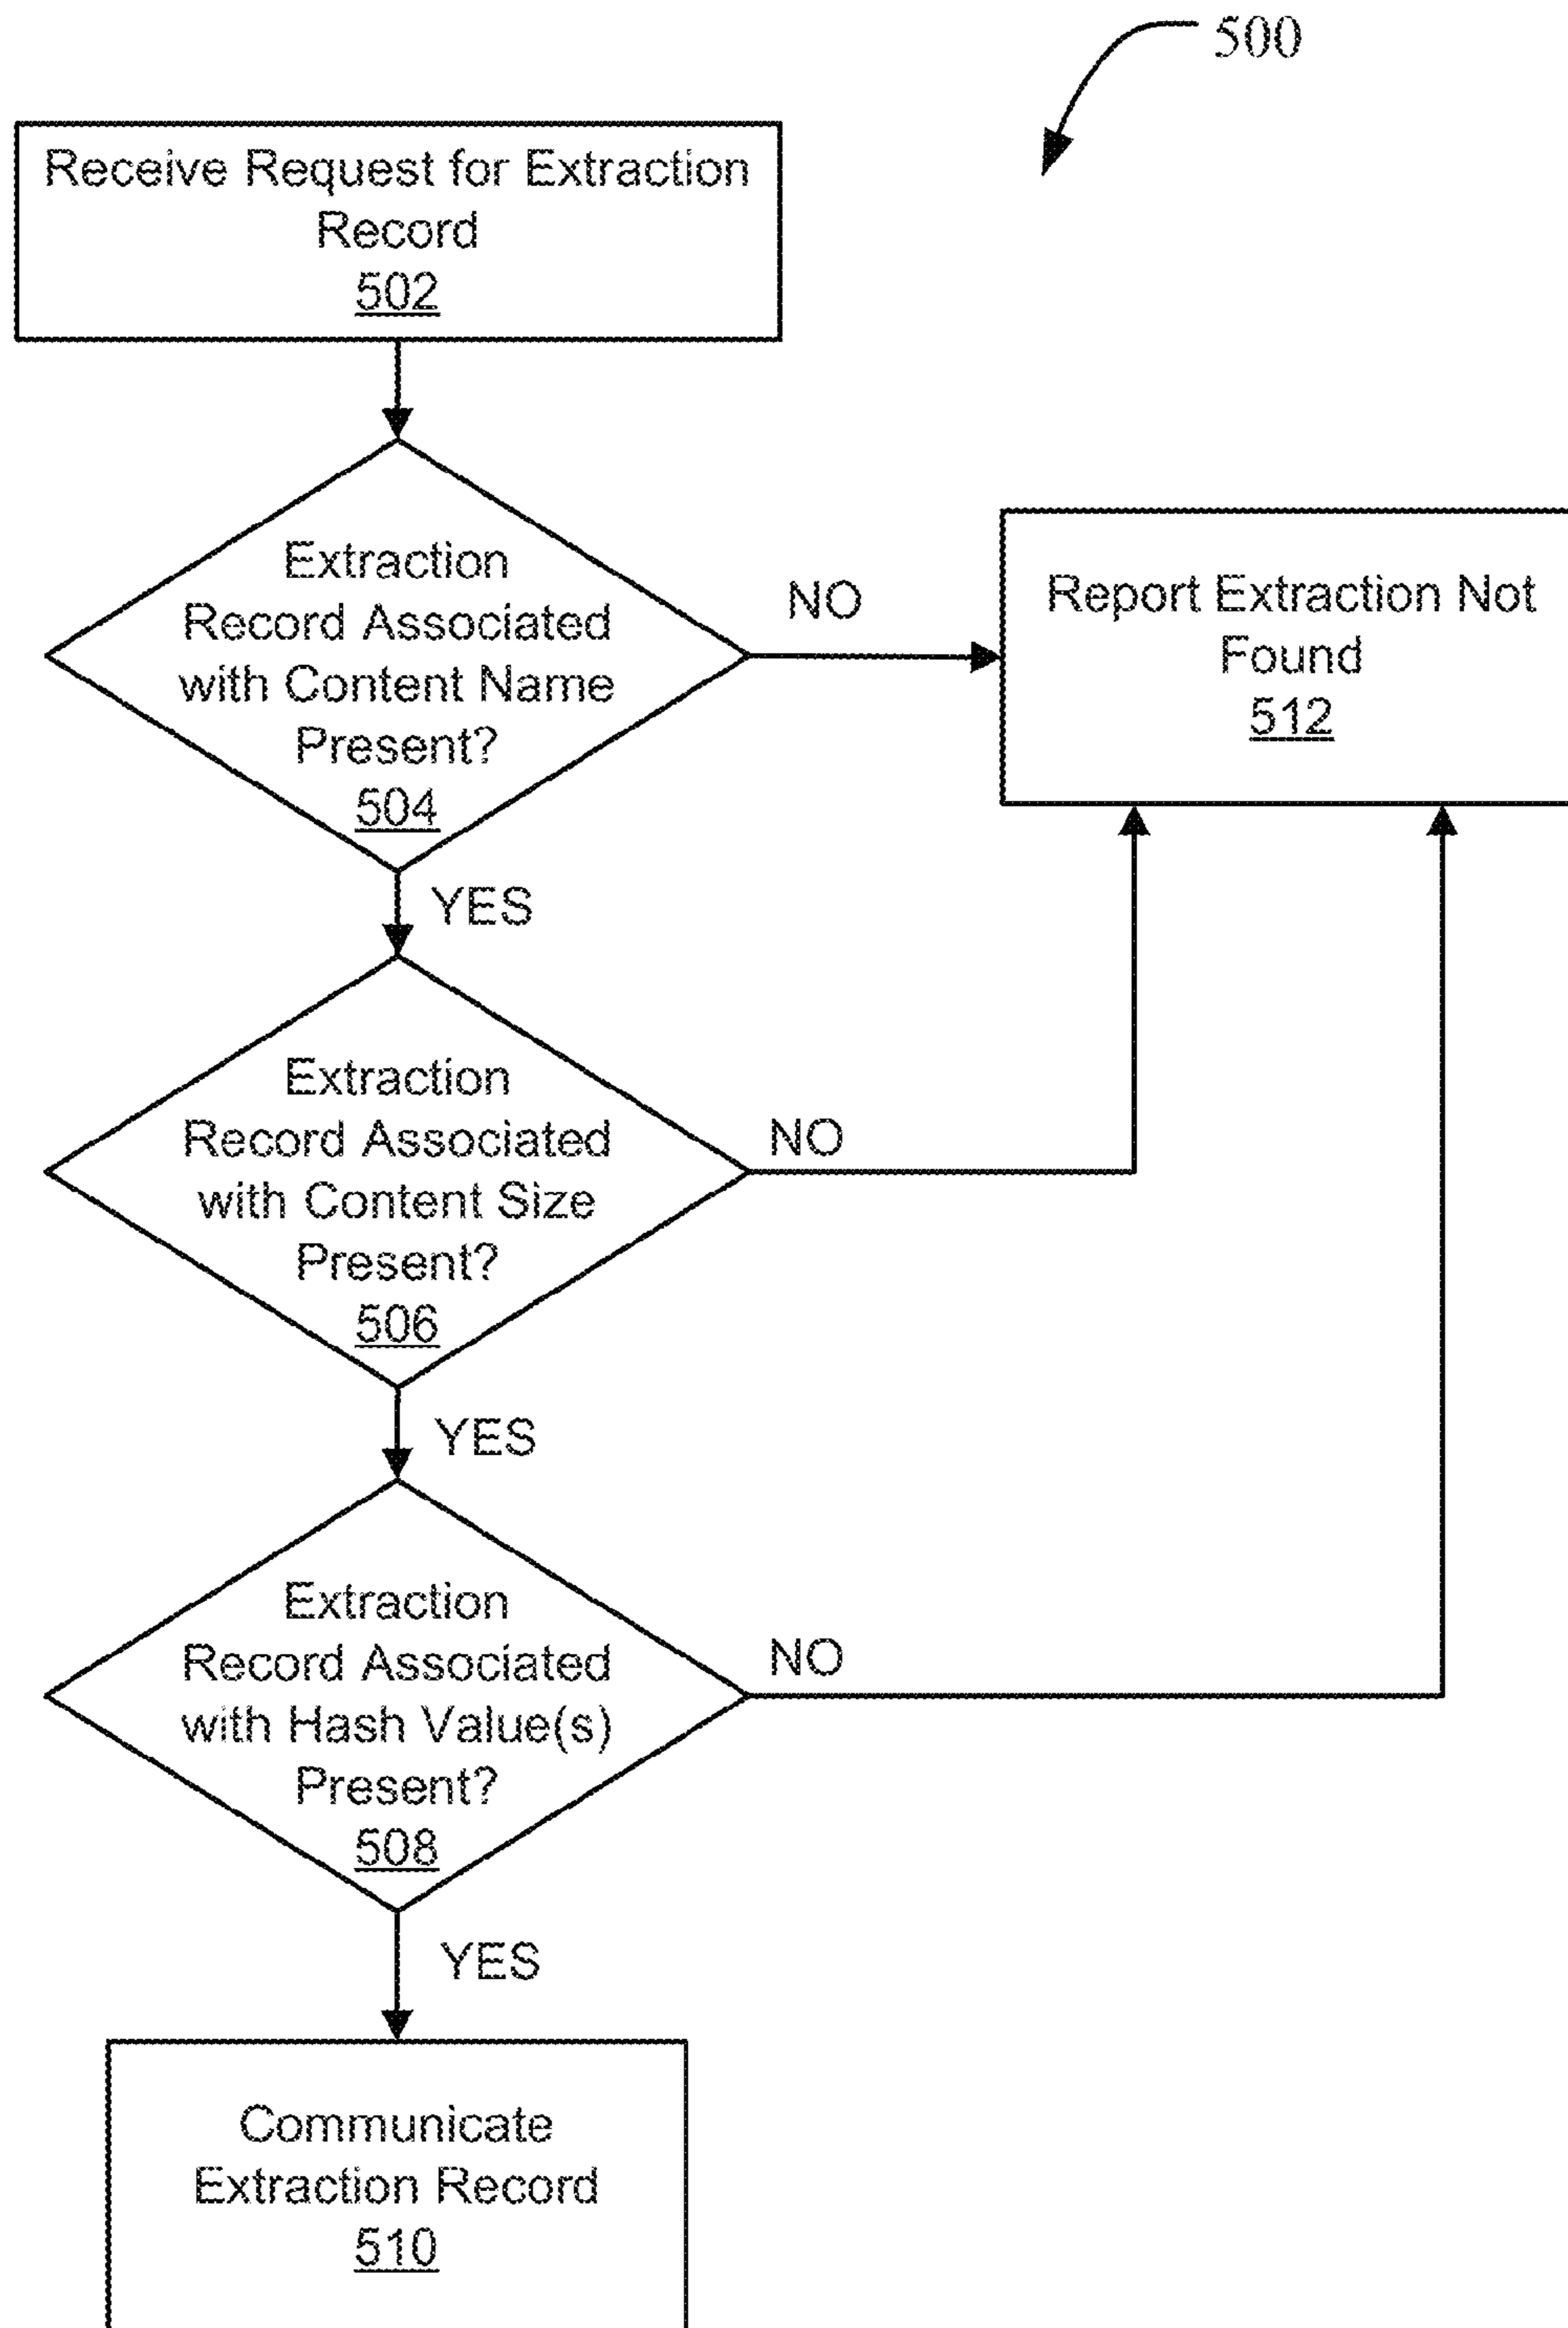 500
Receive Request for Extraction
Record
502
Extraction
Record Associated
with Content Name
Present?
504
NO
Report Extraction Not
Found
512
YES
Extraction
Record Associated
with Content Size
Present?
506
NO
YES
Extraction
Record Associated
with Hash Value(s)
Present?
508
NO
YES
Communicate
Extraction Record
510